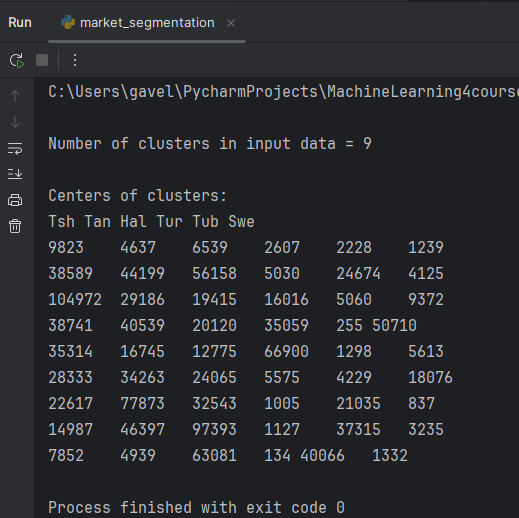 Run market_segmentation
C:\Users\gavel\PycharmProjects\MachineLearning4course
Number of clusters in input data = 9
Centers of clusters:
Tsh Tan Hal Tur Tub Swe
9823 4637 6539 2607 2228 1239
38589 44199 56158 5030 24674 4125
104972 29186 19415 16016 5060 9372
38741 40539 20120 35059 255 50710
35314 16745 12775 66900 1298 5613
28333 34263 24065 5575 4229 18076
22617 77873 32543 1005 21035 837
14987 46397 97393 1127 37315 3235
7852 4939 63081 134 40066 1332
Process finished with exit code 0